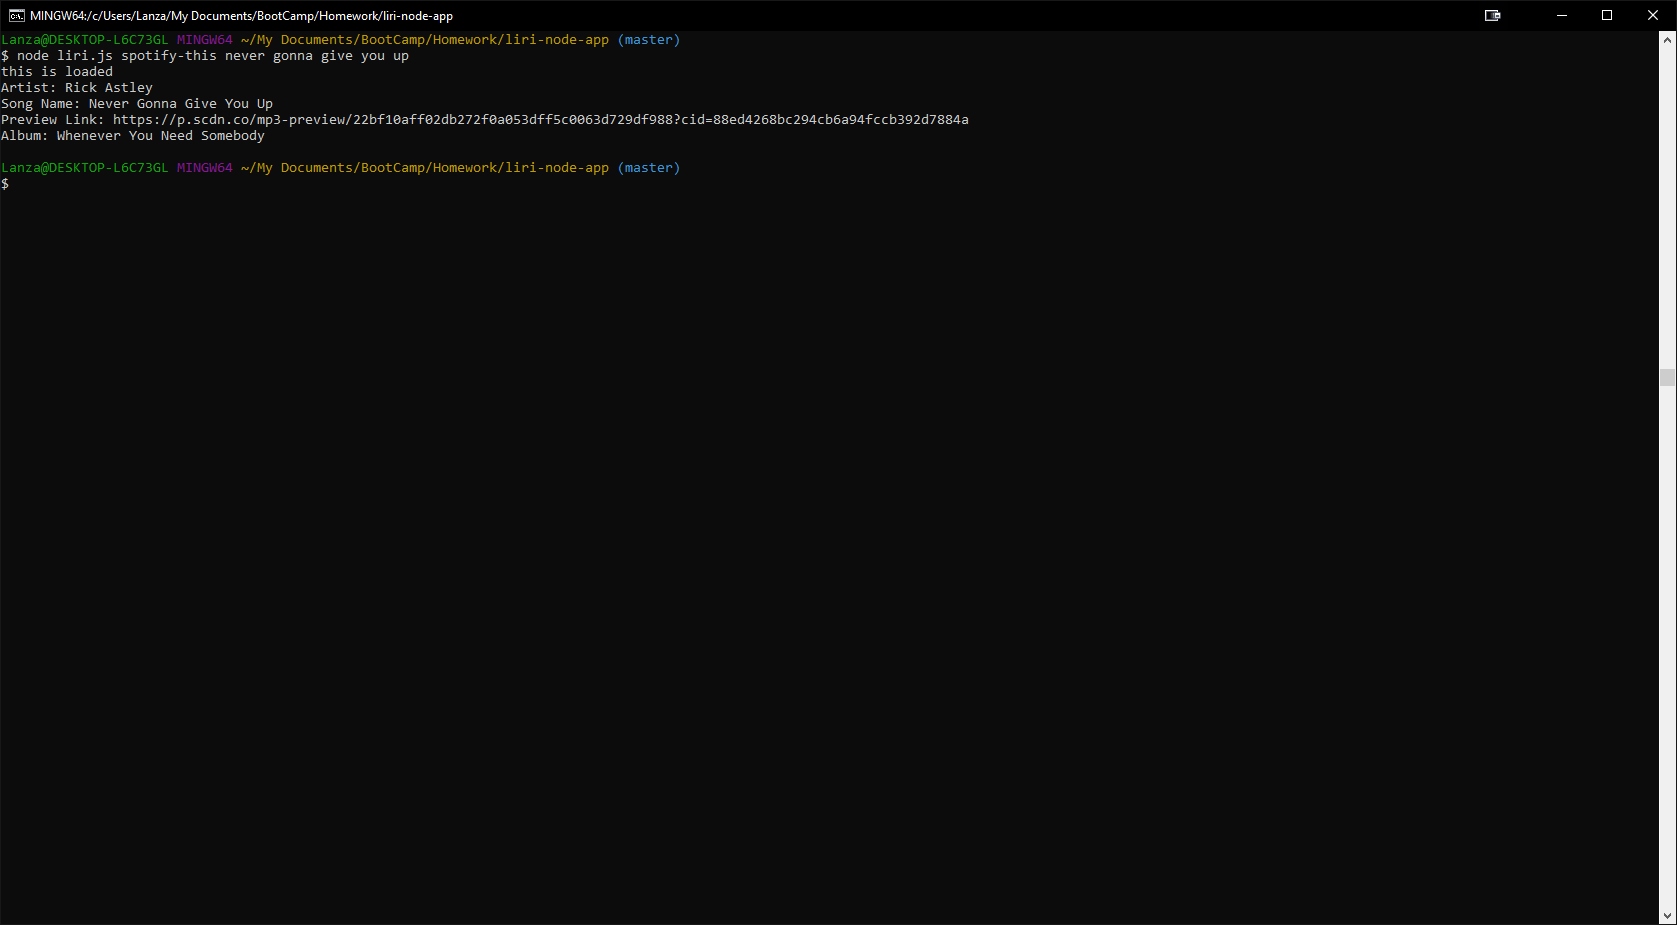 MINGW64:/c/Users/Lanza/My Documents/BootCamp/Homework/liri-node-app
Lanza@DESKTOP-L6C73GL MINGW64 ~/My Documents/BootCamp/Homework/liri-node-app (master)
$ node liri.js spotify-this never gonna give you up
this is loaded
Artist: Rick Astley
Song Name: Never Gonna Give You Up
Preview Link: https://p.scdn.co/mp3-preview/22bf10aff02db272f0a053dff5c0063d729df988?cid=88ed4268bc294cb6a94fccb392d7884a
Album: Whenever You Need Somebody
Lanza@DESKTOP-L6C73GL MINGW64 ~/My Documents/BootCamp/Homework/liri-node-app (master)
$